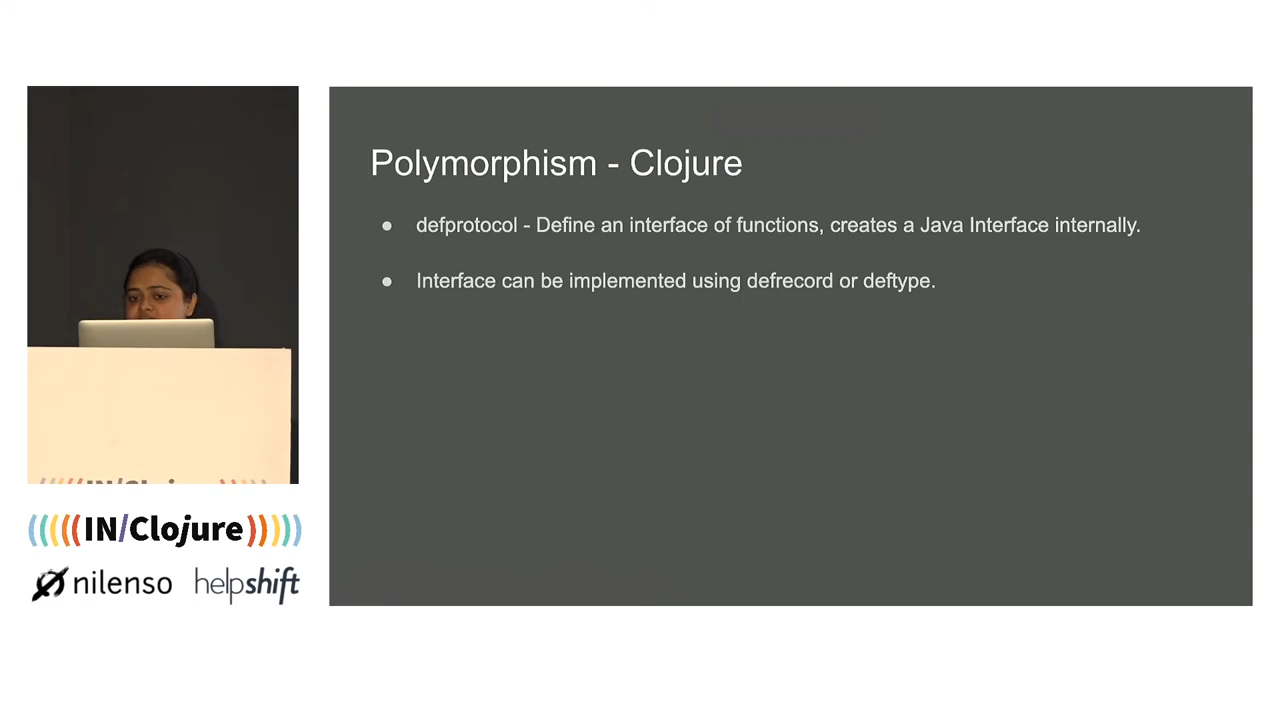 Polymorphism - Clojure
● defprotocol - Define an interface of functions, creates a Java Interface internally.
● Interface can be implemented using defrecord or deftype.
(((((IN/Clojure)))))
nilenso helpshift